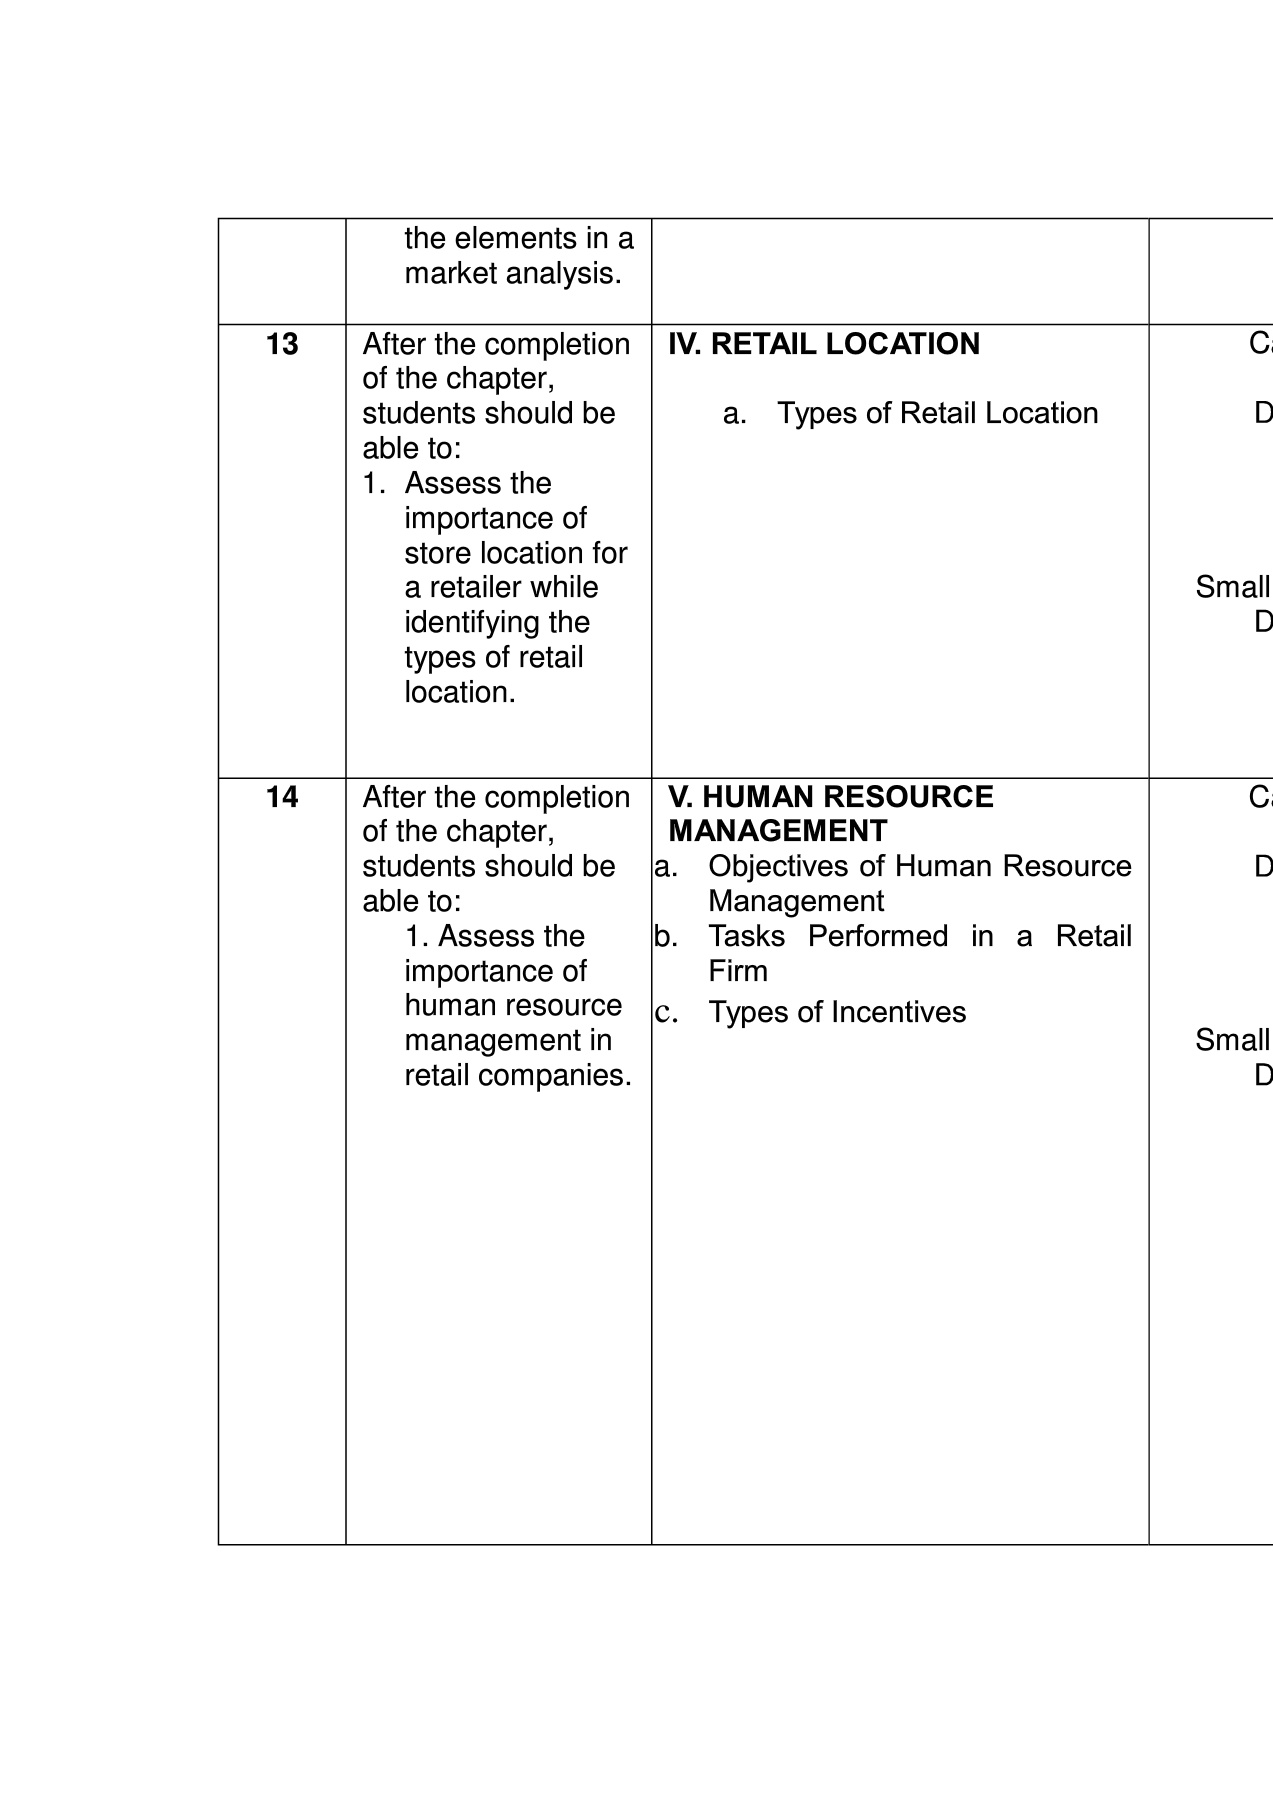 the elements in a
market analysis.
13
After the completion
of the chapter,
students should be
able to:
1. Assess the
importance of
store location for
a retailer while
identifying the
types of retail
location.
IV. RETAIL LOCATION
a. Types of Retail Location
Small
14
After the completion
of the chapter,
students should be
able to:
1. Assess the
importance of
human resource
management in
retail companies.
V. HUMAN RESOURCE
MANAGEMENT
a. Objectives of Human Resource
Management
b. Tasks Performed in a Retail
Firm
c. Types of Incentives
Small